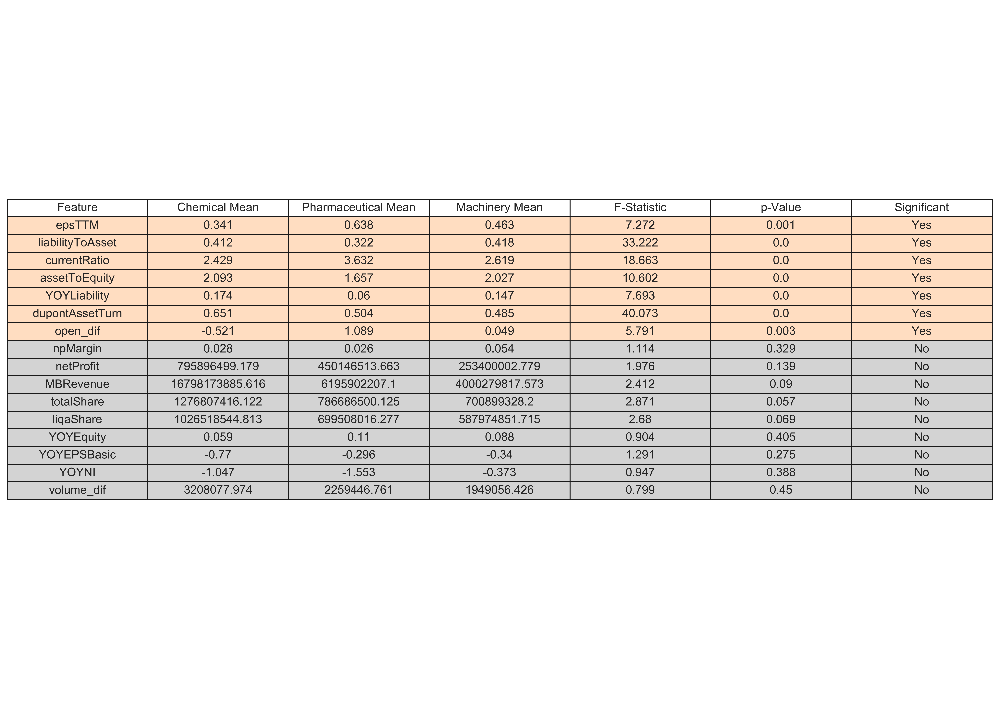 Feature Chemical Mean Pharmaceutical Mean Machinery Mean F-Statistic p-Value Significant
epsTTM 0.341 0.638 0.463 7.272 0.001 Yes
liabilityToAsset 0.412 0.322 0.418 33.222 0.0 Yes
currentRatio 2.429 3.632 2.619 18.663 0.0 Yes
assetToEquity 2.093 1.657 2.027 10.602 0.0 Yes
YOYLiability 0.174 0.06 0.147 7.693 0.0 Yes
dupontAssetTurn 0.651 0.504 0.485 40.073 0.0 Yes
open_dif -0.521 1.089 0.049 5.791 0.003 Yes
npMargin 0.028 0.026 0.054 1.114 0.329 No
netProfit 795896499.179 450146513.663 253400002.779 1.976 0.139 No
MBRevenue 16798173885.616 6195902207.1 4000279817.573 2.412 0.09 No
totalShare 1276807416.122 786686500.125 700899328.2 2.871 0.057 No
liqaShare 1026518544.813 699508016.277 587974851.715 2.68 0.069 No
YOYEquity 0.059 0.11 0.088 0.904 0.405 No
YOYEPSBasic -0.77 -0.296 -0.34 1.291 0.275 No
YOYNI -1.047 -1.553 -0.373 0.947 0.388 No
volume_dif 3208077.974 2259446.761 1949056.426 0.799 0.45 No